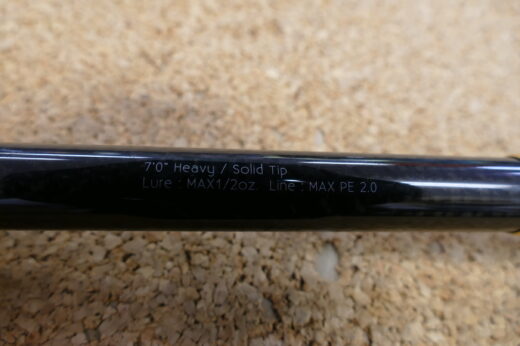 7'0" Heavy / Solid Tip
Lure : MAX1/2oz. Line : MAX PE 2.0